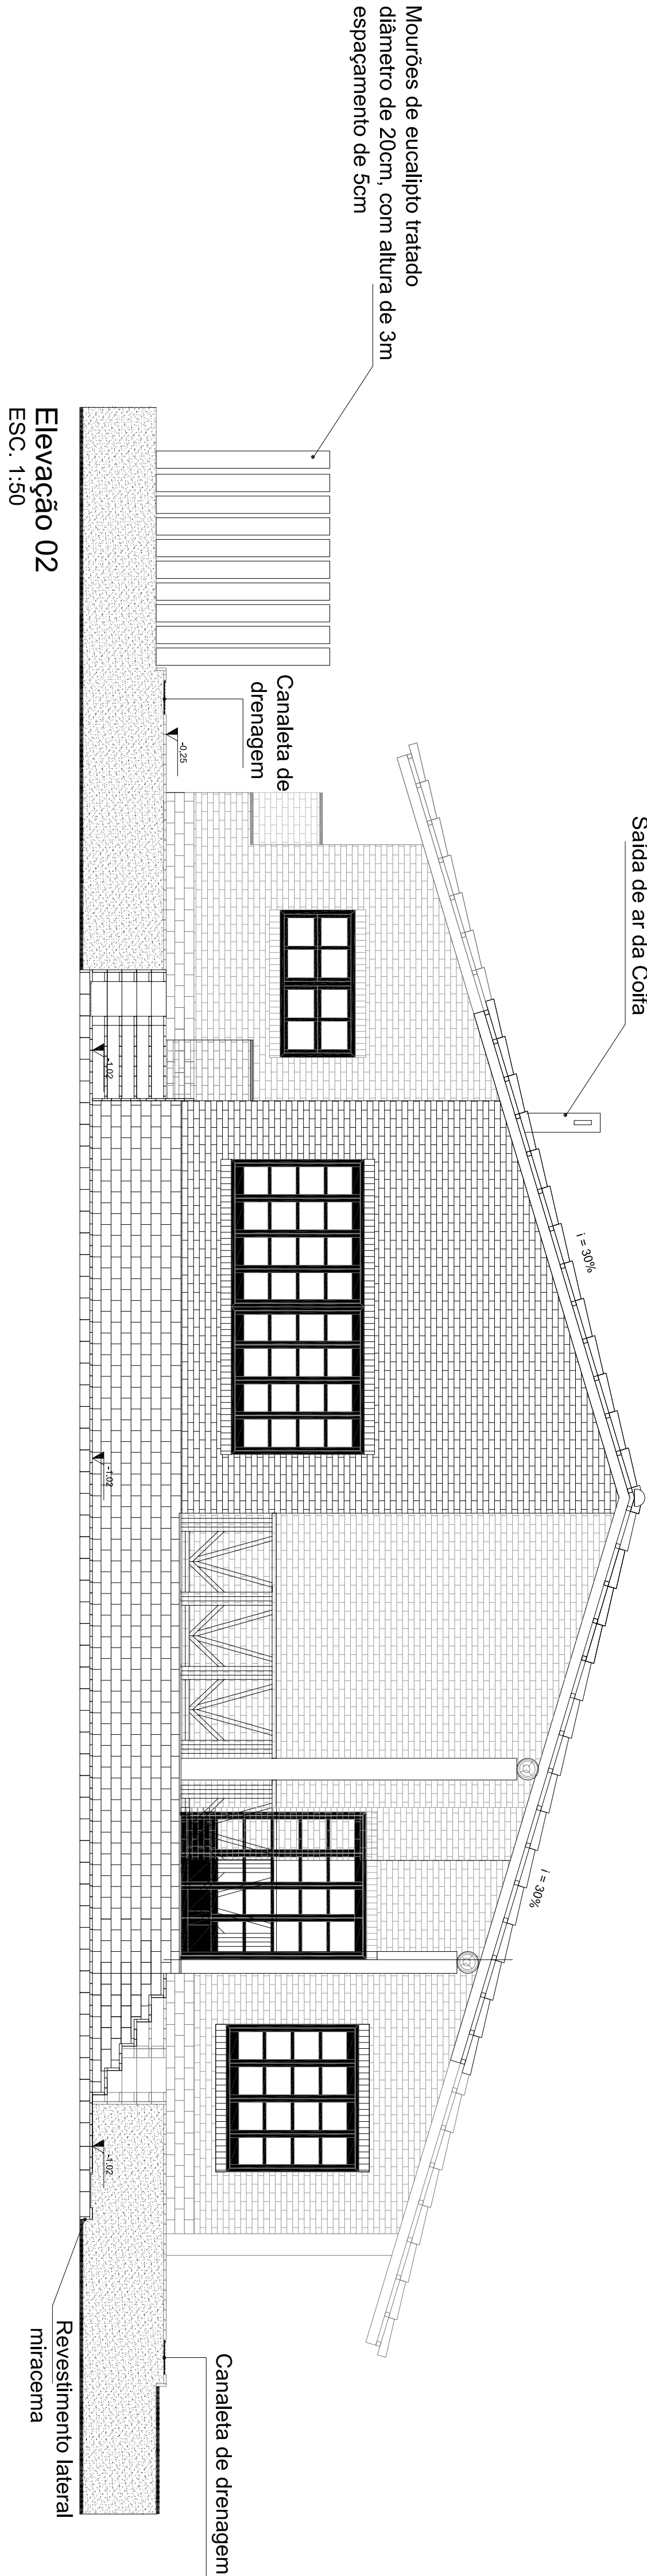 Mourões de eucalipto tratado
diâmetro de 20cm, com altura de 3m
espaçamento de 5cm
Saída de ar da Coifa
i = 30%
i = 30%
Canaleta de
drenagem
-0,25
-1,02
-1,02
-1,02
Canaleta de drenagem
Revestimento lateral
miracema
Elevação 02
ESC. 1:50